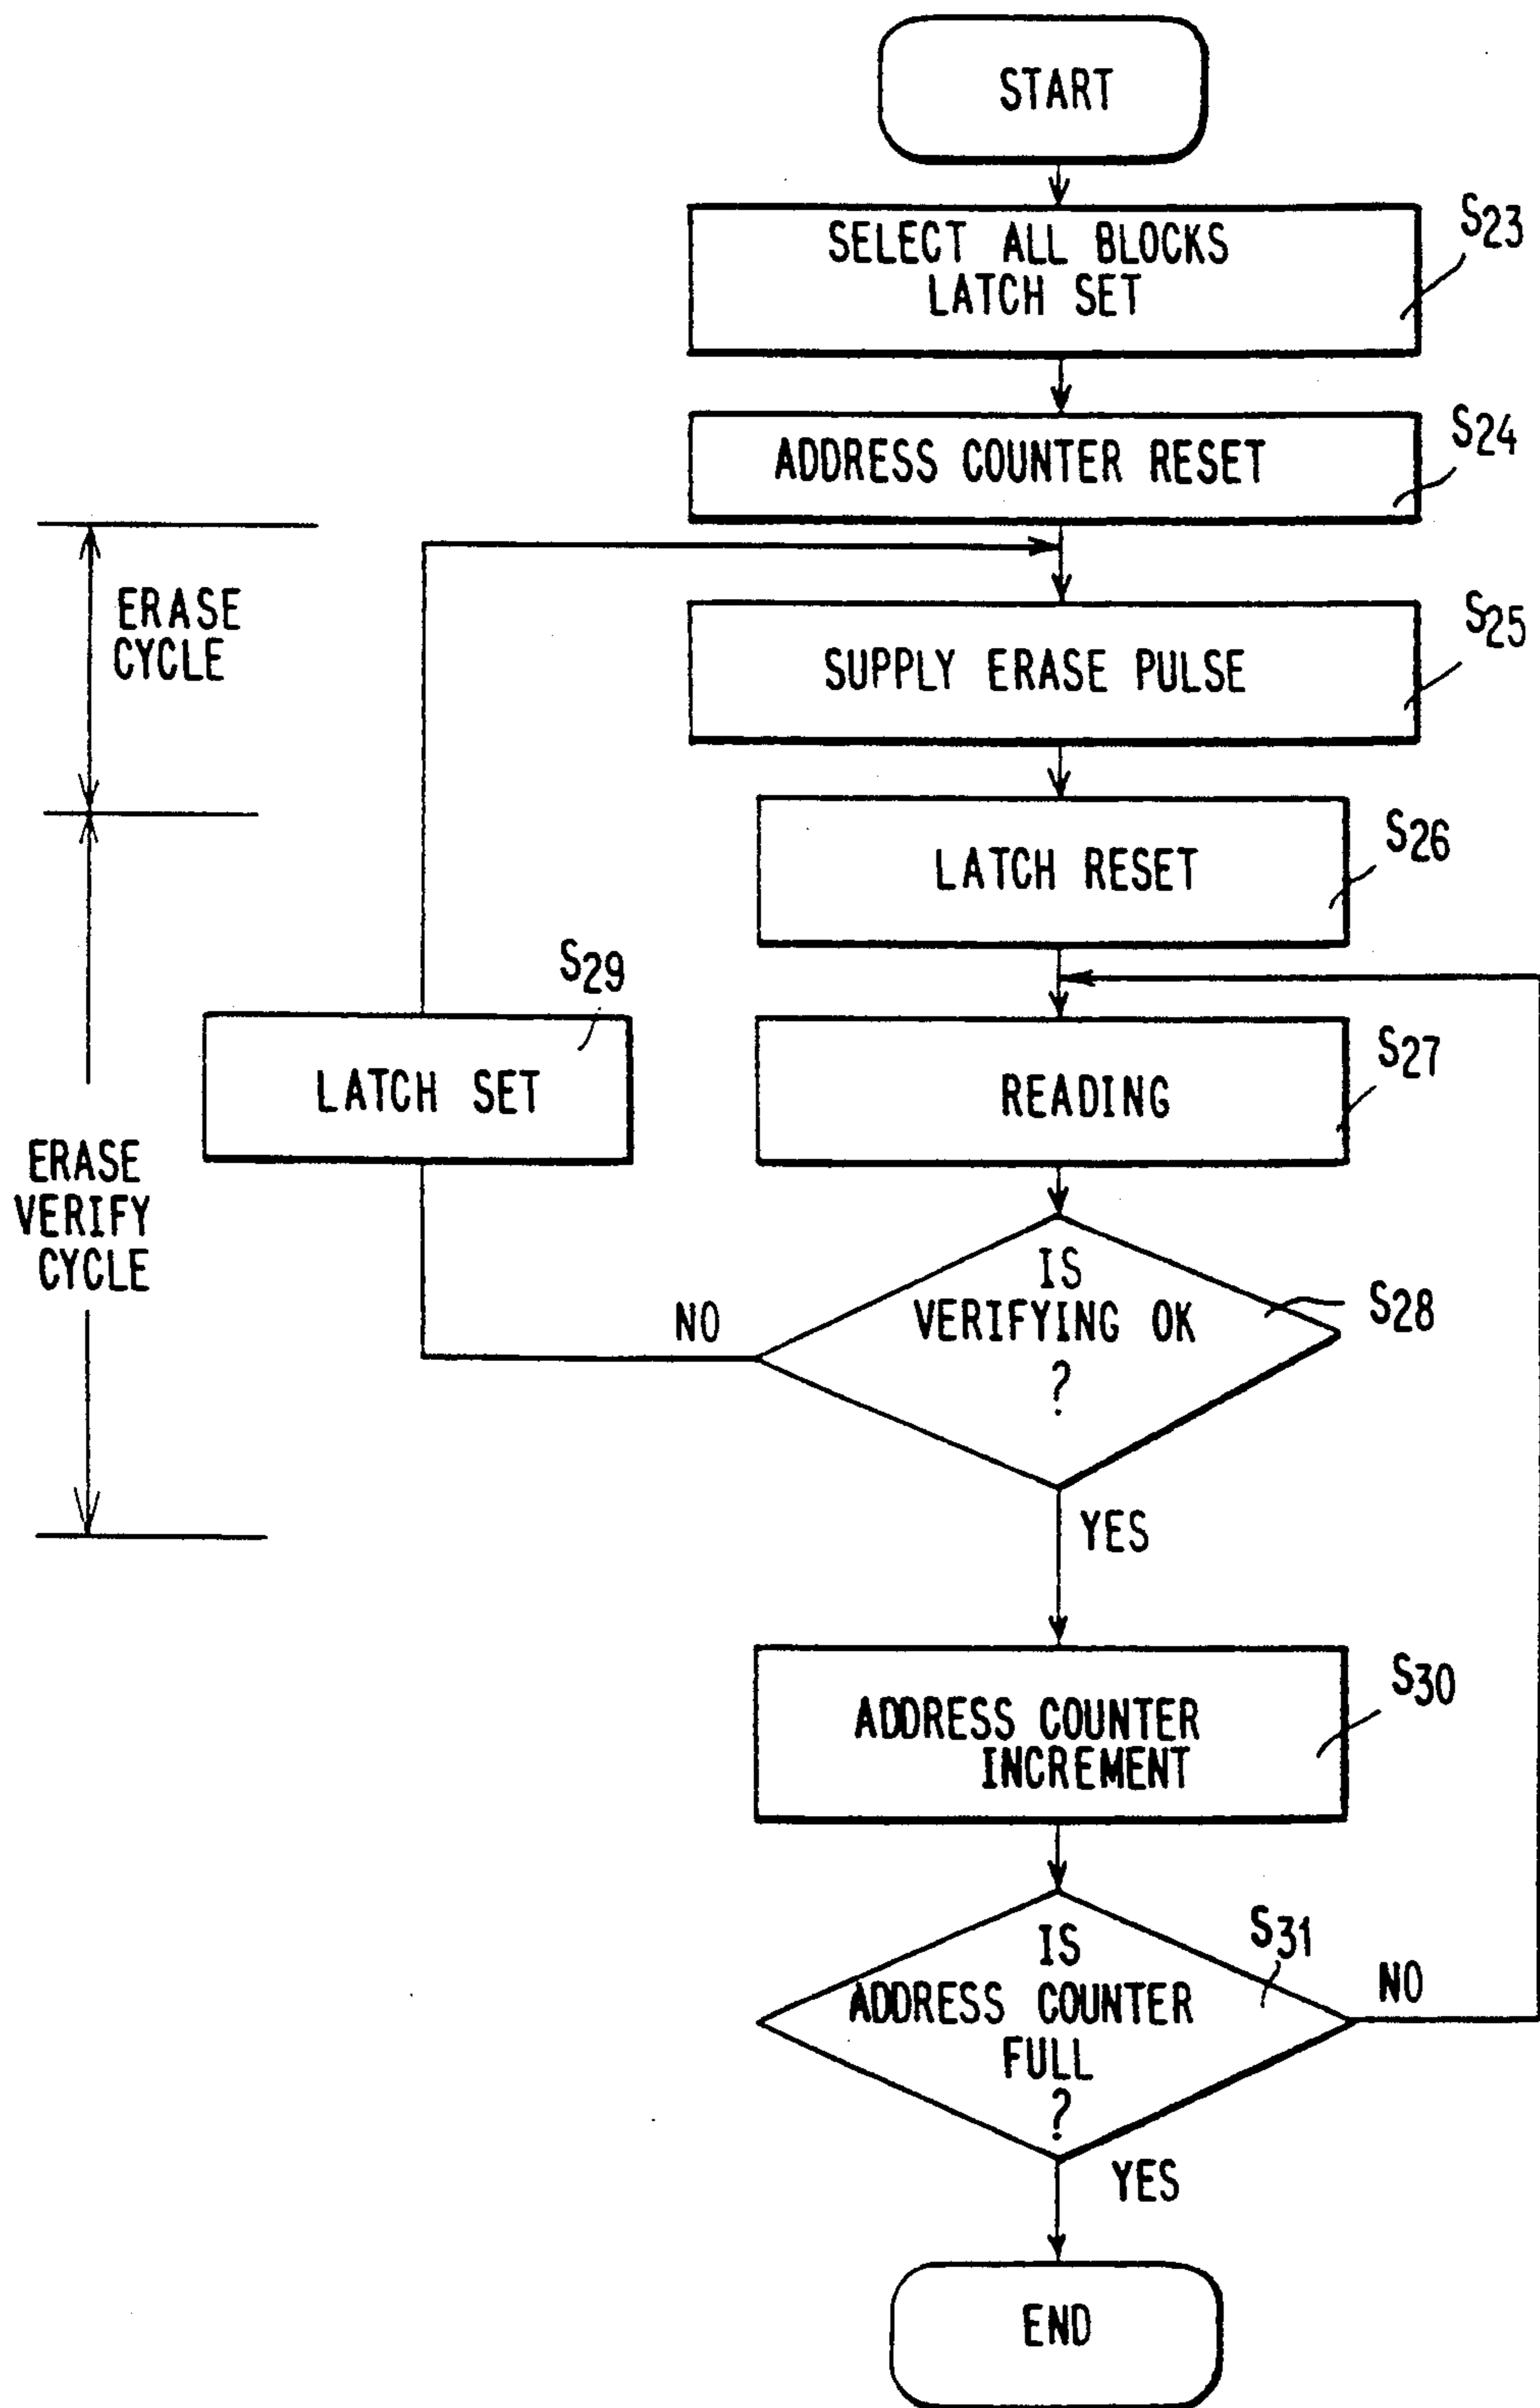 START
SELECT ALL BLOCKS
LATCH SET
S23
ADDRESS COUNTER RESET
S24
ERASE
CYCLE
SUPPLY ERASE PULSE
S25
LATCH RESET
S26
S29
LATCH SET
READING
S27
ERASE
VERIFY
CYCLE
IS
VERIFYING OK
?
S28
NO
YES
ADDRESS COUNTER
INCREMENT
S30
IS
ADDRESS COUNTER
FULL
?
S31
NO
YES
END